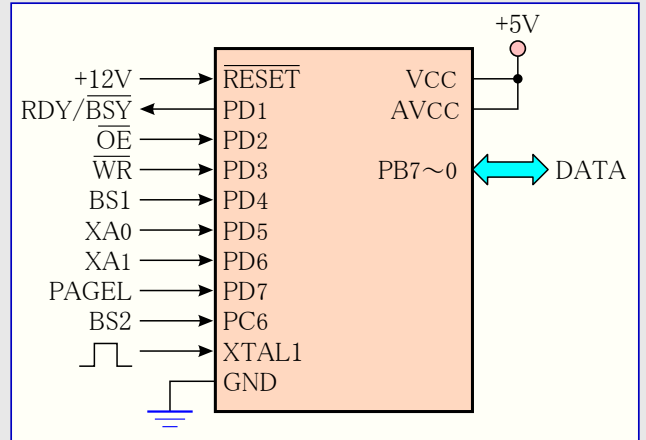 +5V
+12V RESET VCC
RDY/BSY PD1 AVCC
OE PD2
WR PD3 PB7～0 DATA
BS1 PD4
XA0 PD5
XA1 PD6
PAGEL PD7
BS2 PC6
XTAL1
GND